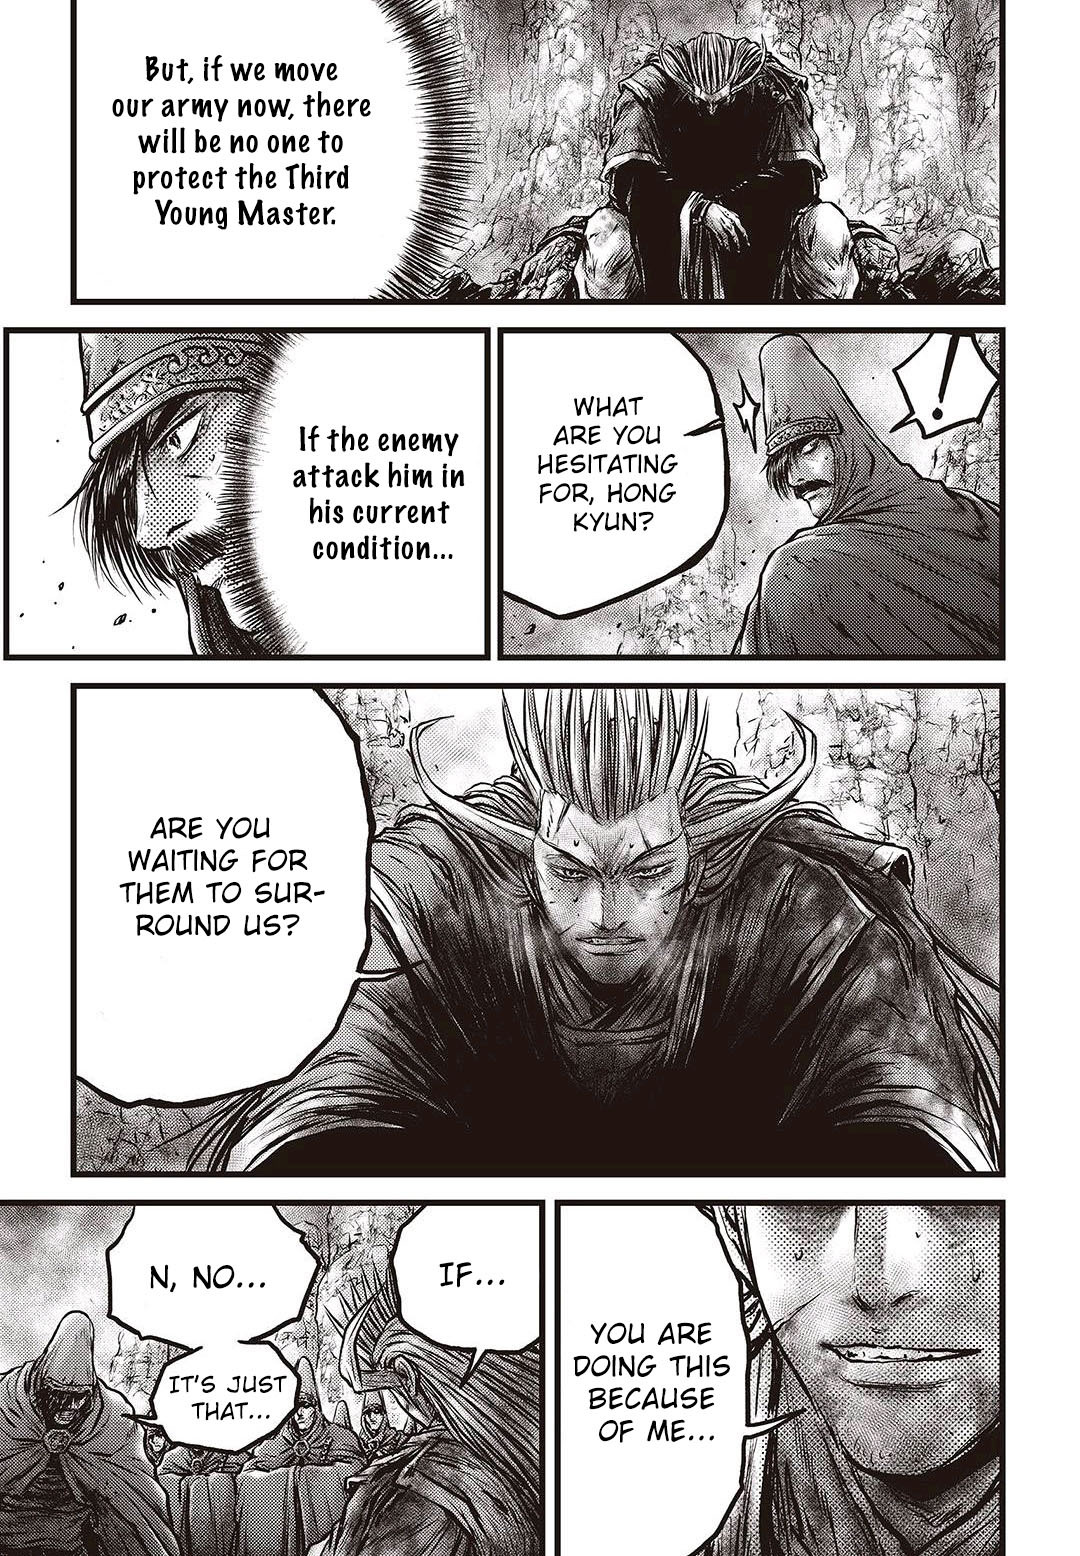 But, if we move
our army now, there
will be no one to
protect the Third
Young Master.
!
WHAT
ARE YOU
HESITATING
FOR, HONG
KYUN?
If the enemy
attack him in
his current
condition...
ARE YOU
WAITING FOR
THEM TO SUR-
ROUND US?
YOU ARE
DOING THIS
BECAUSE
OF ME...
IF...
N, NO...
IT'S JUST
THAT...